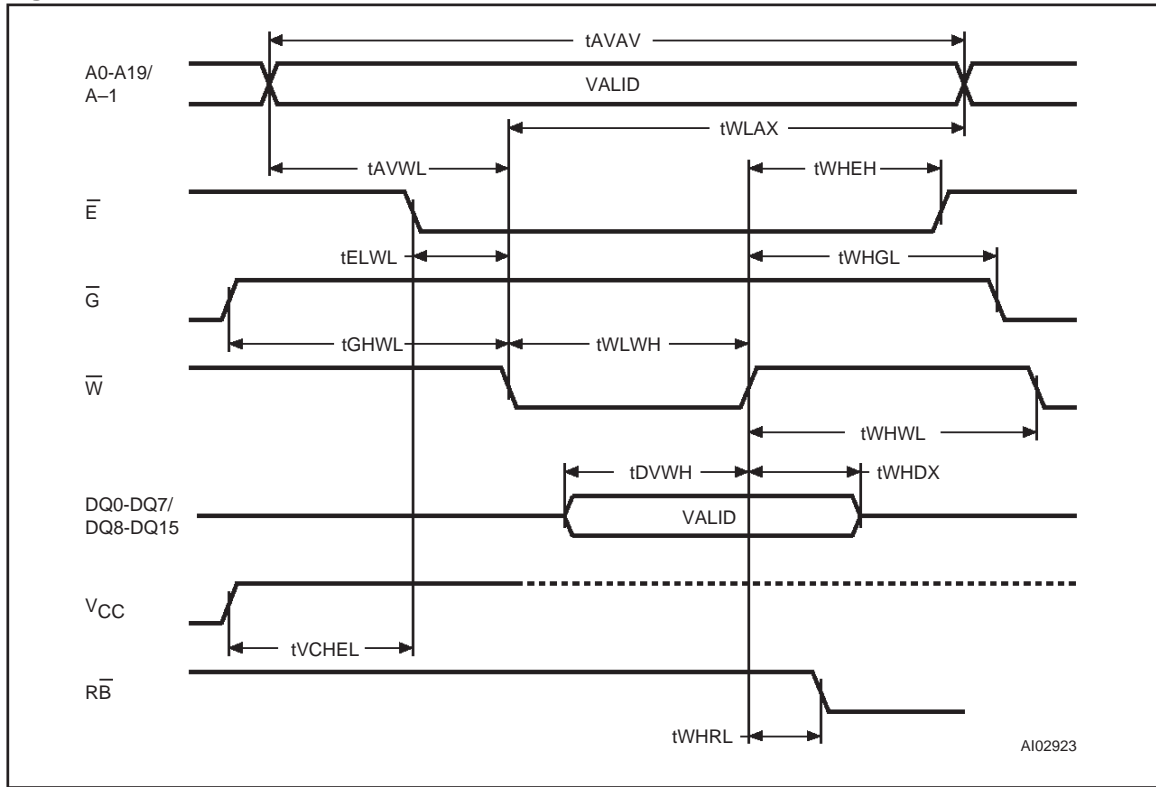 tAVAV
A0-A19/
A–1
VALID
tWLAX
tAVWL
tWHEH
E̅
tELWL
tWHGL
G̅
tGHWL
tWLWH
W̅
tWHWL
tDVWH
tWHDX
DQ0-DQ7/
DQ8-DQ15
VALID
VCC
tVCHEL
RB̅
tWHRL
AI02923